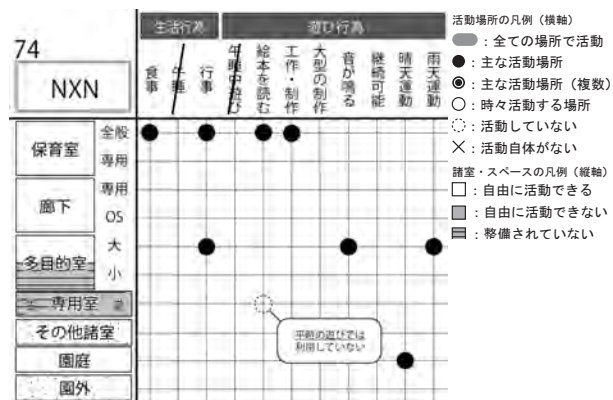 74
NXN
生活行為
遊び行為
食事
午睡
行事
午睡中遊び
絵本を読む
工作・制作
大型の制作
音が鳴る
継続可能
晴天運動
雨天運動
保育室
全般
専用
廊下
専用
OS
多目的室
大
小
専用室
その他諸室
園庭
園外
平順の遊びでは
利用していない
活動場所の凡例（横軸）
：全ての場所で活動
：主な活動場所
：主な活動場所（複数）
：時々活動する場所
：活動していない
：活動自体がない
諸室・スペースの凡例（縦軸）
：自由に活動できる
：自由に活動できない
：整備されていない